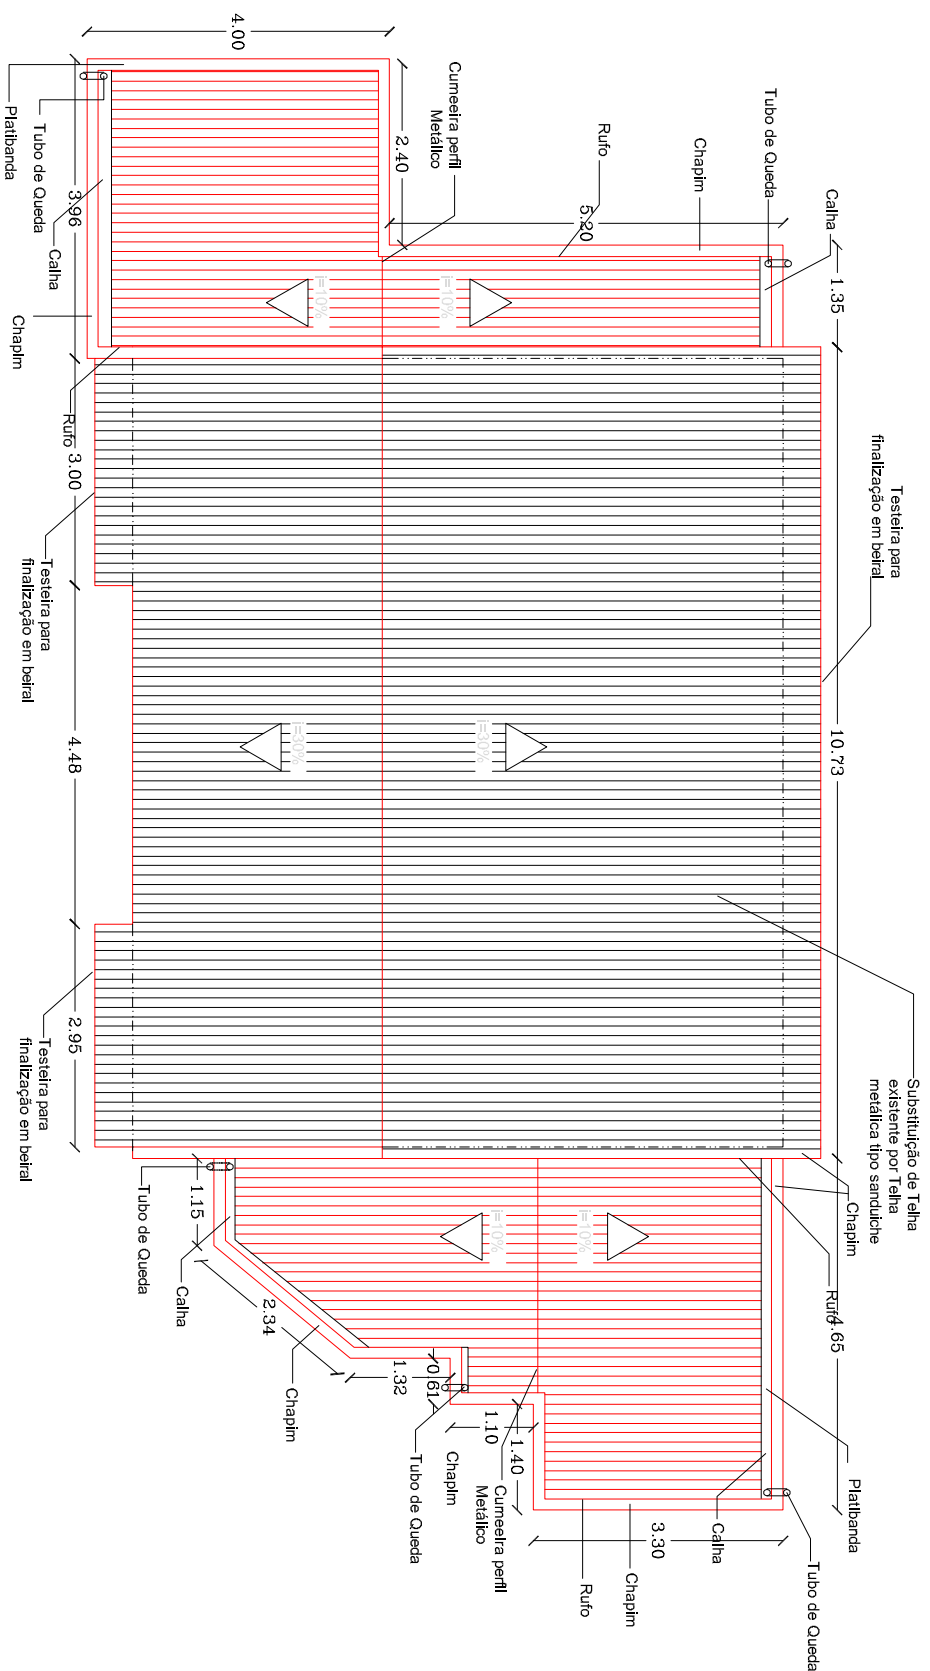 Substituição de Telha
existente por Telha
metálica tipo sanduiche
Testeira para
finalização em beiral
Chapim
Calha
1.35
10.73
Rufo
4.65
Platibanda
Tubo de Queda
Tubo de Queda
Chapim
Rufo
5.20
Calha
3.30
Chapim
Rufo
Cumeeira perfil
Metálico
2.40
i=10%
i=10%
i=30%
i=30%
i=10%
Cumeeira perfil
Metálico
1.40
1.10
Chapim
0.61
1.32
Tubo de Queda
4.00
2.34
Chapim
1.15
Calha
Tubo de Queda
3.96
Rufo
3.00
4.48
2.95
Calha
Tubo de Queda
Platibanda
Chapim
Testeira para
finalização em beiral
Testeira para
finalização em beiral